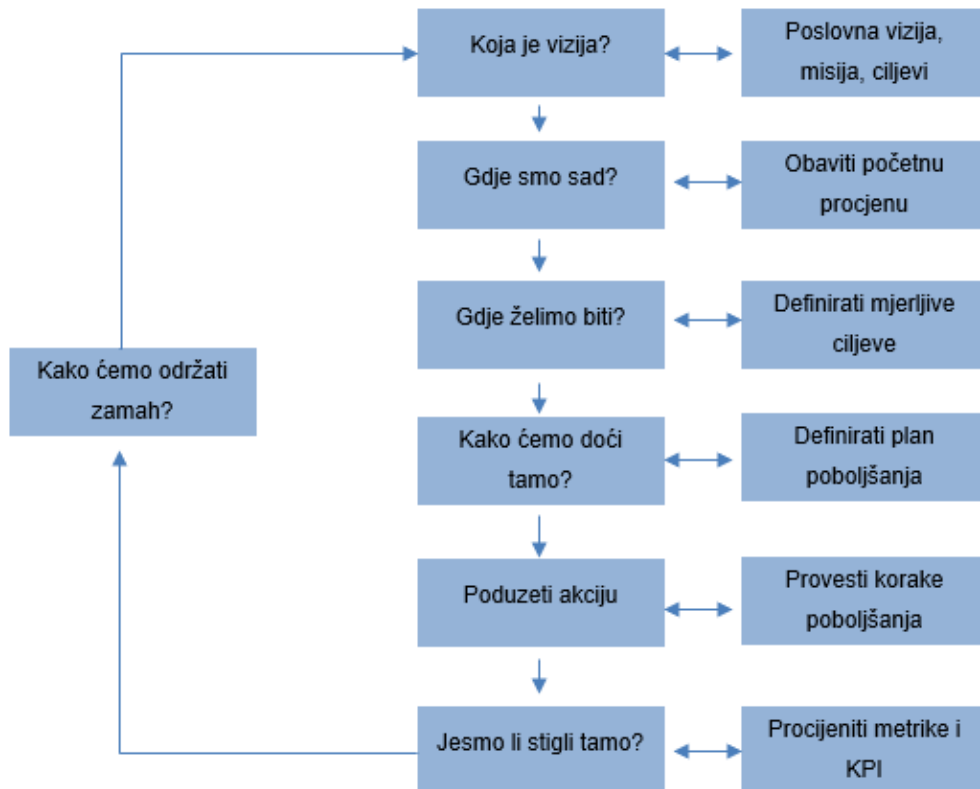 Koja je vizija?
Poslovna vizija,
misija, ciljevi
Gdje smo sad?
Obaviti početnu
procjenu
Gdje želimo biti?
Definirati mjerljive
ciljeve
Kako ćemo održati
zamah?
Kako ćemo doći
tamo?
Definirati plan
poboljšanja
Poduzeti akciju
Provesti korake
poboljšanja
Jesmo li stigli tamo?
Procijeniti metrike i
KPI